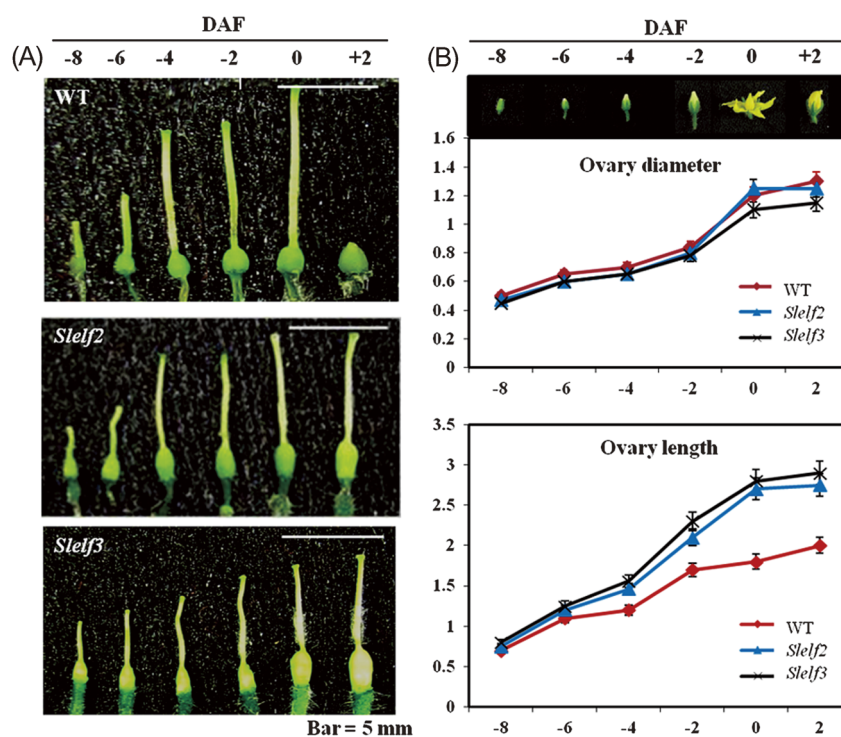 DAF
(A) -8 -6 -4 -2 0 +2
WT
Slelf2
Slelf3
Bar = 5 mm
DAF
(B) -8 -6 -4 -2 0 +2
Ovary diameter
1.6
1.4
1.2
1
0.8
0.6
0.4
0.2
0
WT
Slelf2
Slelf3
-8 -6 -4 -2 0 2
Ovary length
3.5
3
2.5
2
1.5
1
0.5
0
WT
Slelf2
Slelf3
-8 -6 -4 -2 0 2